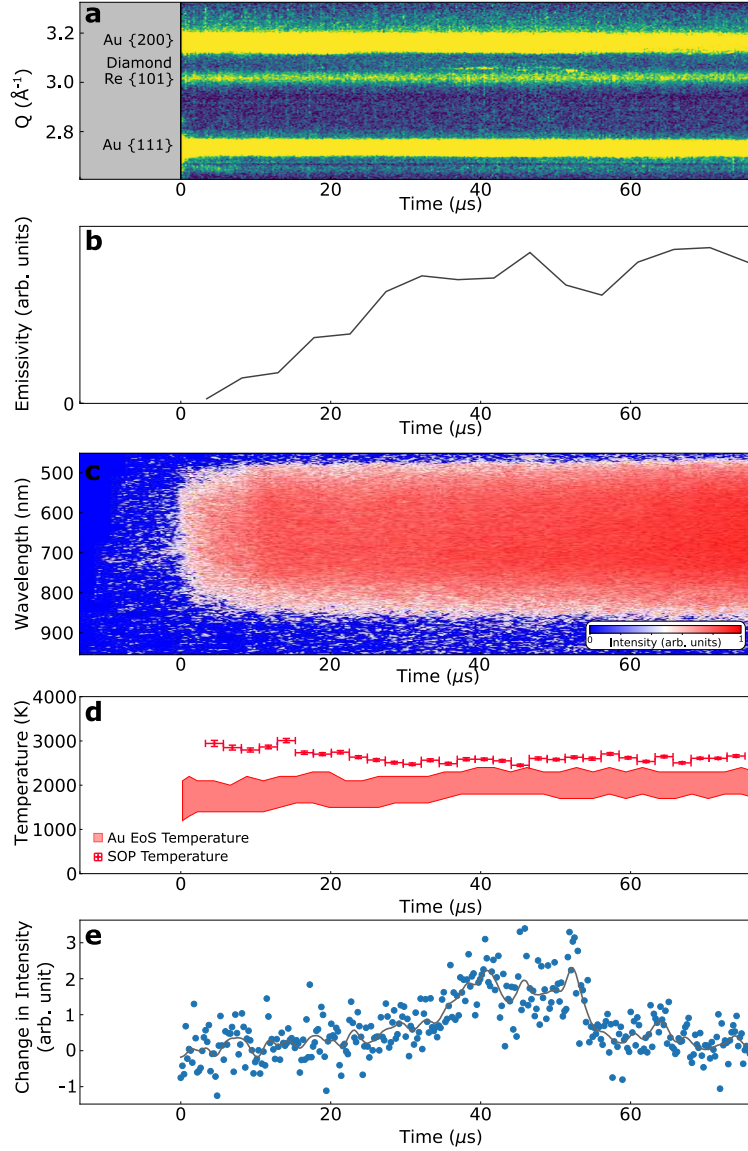 a
3.2
3.0
2.8
Q (Å-1)
Au {200}
Diamond
Re {101}
Au {111}
0
20
40
60
Time (μs)
b
Emissivity (arb. units)
0
0
20
40
60
Time (μs)
c
500
600
700
800
900
Wavelength (nm)
0
1
Intensity (arb. units)
0
20
40
60
Time (μs)
d
4000
3000
2000
1000
0
Temperature (K)
Au EoS Temperature
SOP Temperature
0
20
40
60
Time (μs)
e
3
2
1
0
-1
Change in Intensity
(arb. unit)
0
20
40
60
Time (μs)